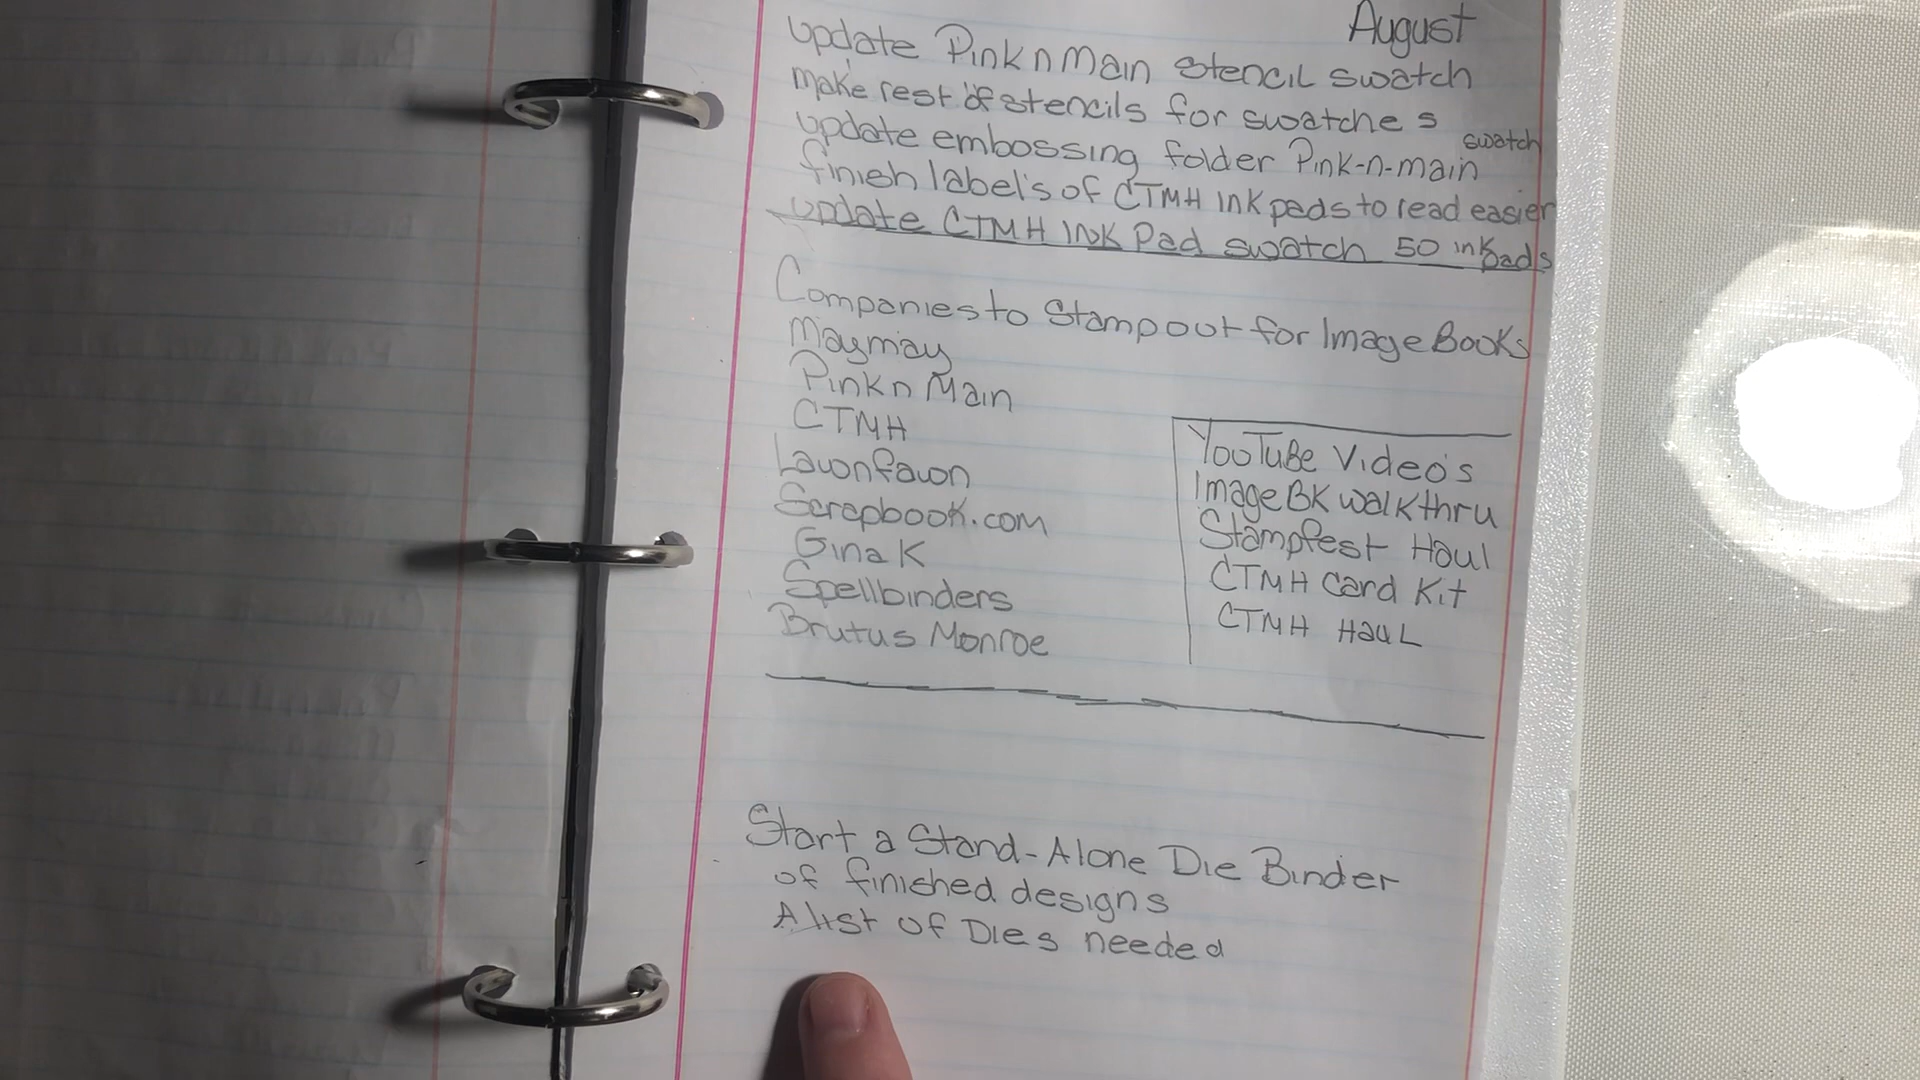 August
update Pink n Main stencil swatch
make rest of stencils for swatches
update embossing folder Pink-n-main swatch
finish label's of CTMH ink pads to read easier
update CTMH INK Pad swatch 50 inkpads
Companies to Stamp out for Image Books
Maymay
Pink n Main
CTMH
Lawnfawn
Scrapbook.com
Gina K
Spellbinders
Brutus Monroe
YouTube Video's
Image BK walkthru
Stampfest Haul
CTMH Card Kit
CTMH HauL
Start a Stand-Alone Die Binder
of finished designs
A list of Dies needed